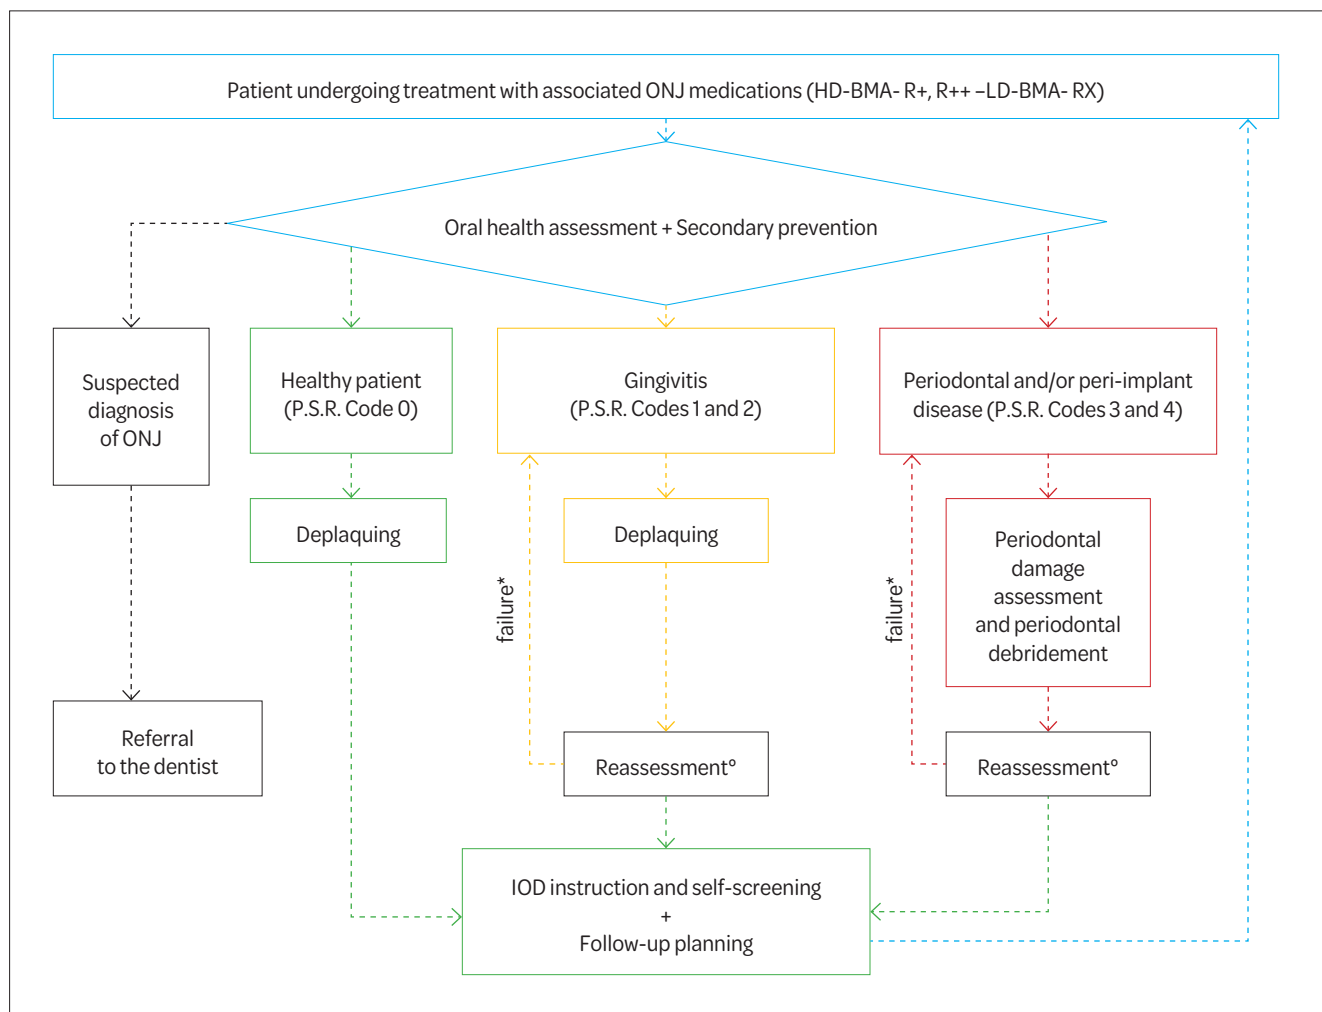 Patient undergoing treatment with associated ONJ medications (HD-BMA- R+, R++ –LD-BMA- RX)
Oral health assessment + Secondary prevention
Suspected
diagnosis
of ONJ
Healthy patient
(P.S.R. Code 0)
Gingivitis
(P.S.R. Codes 1 and 2)
Periodontal and/or peri-implant
disease (P.S.R. Codes 3 and 4)
Deplaquing
Deplaquing
Periodontal
damage
assessment
and periodontal
debridement
failure*
failure*
Referral
to the dentist
Reassessment°
Reassessment°
IOD instruction and self-screening
+
Follow-up planning